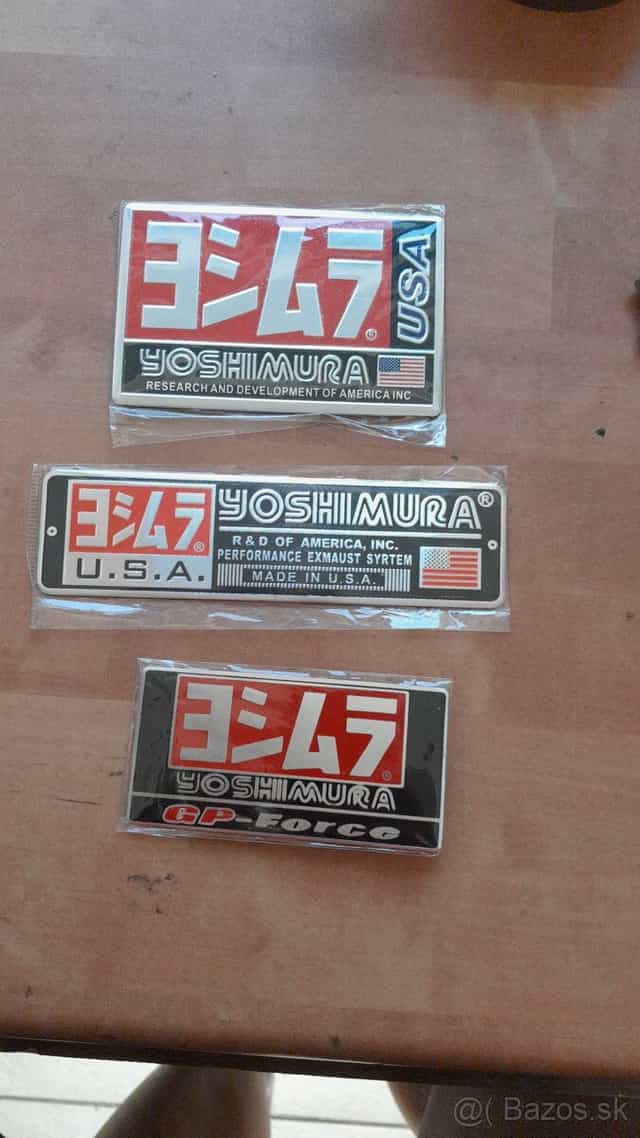 ヨシムラ®
USA
YOSHIMURA
RESEARCH AND DEVELOPMENT OF AMERICA INC
ヨシムラ®
U.S.A.
YOSHIMURA®
R & D OF AMERICA, INC.
PERFORMANCE EXMAUST SYRTEM
MADE IN U.S.A.
ヨシムラ®
YOSHIMURA
GP-Force
@( Bazos.sk